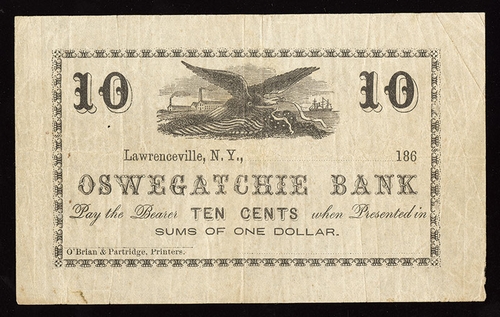 10 10
Lawrenceville, N. Y., 186
OSWEGATCHIE BANK
Pay the Bearer TEN CENTS when Presented in
SUMS OF ONE DOLLAR.
O'Brian & Partridge, Printers.